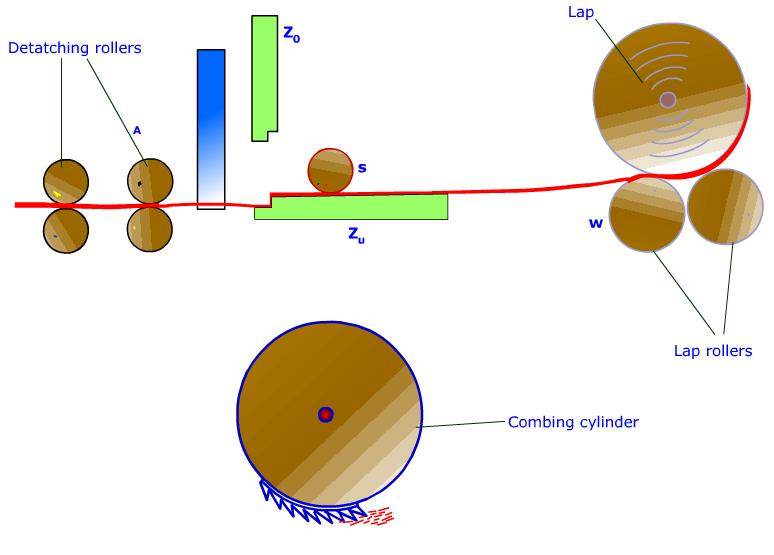 Lap
Detatching rollers
Z0
A
s
w
Zu
Lap rollers
Combing cylinder